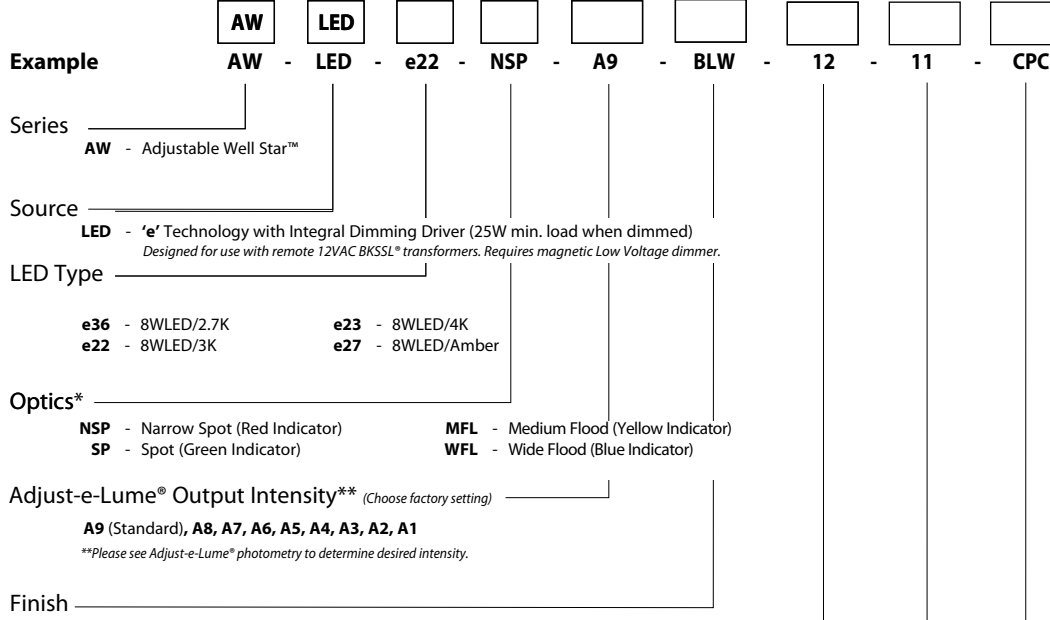 AW LED
Example AW - LED - e22 - NSP - A9 - BLW - 12 - 11 - CPC
Series
AW - Adjustable Well Star™
Source
LED - ‘e’ Technology with Integral Dimming Driver (25W min. load when dimmed)
Designed for use with remote 12VAC BKSSL® transformers. Requires magnetic Low Voltage dimmer.
LED Type
e36 - 8WLED/2.7K e23 - 8WLED/4K
e22 - 8WLED/3K e27 - 8WLED/Amber
Optics*
NSP - Narrow Spot (Red Indicator) MFL - Medium Flood (Yellow Indicator)
SP - Spot (Green Indicator) WFL - Wide Flood (Blue Indicator)
Adjust-e-Lume® Output Intensity** (Choose factory setting)
A9 (Standard), A8, A7, A6, A5, A4, A3, A2, A1
**Please see Adjust-e-Lume® photometry to determine desired intensity.
Finish